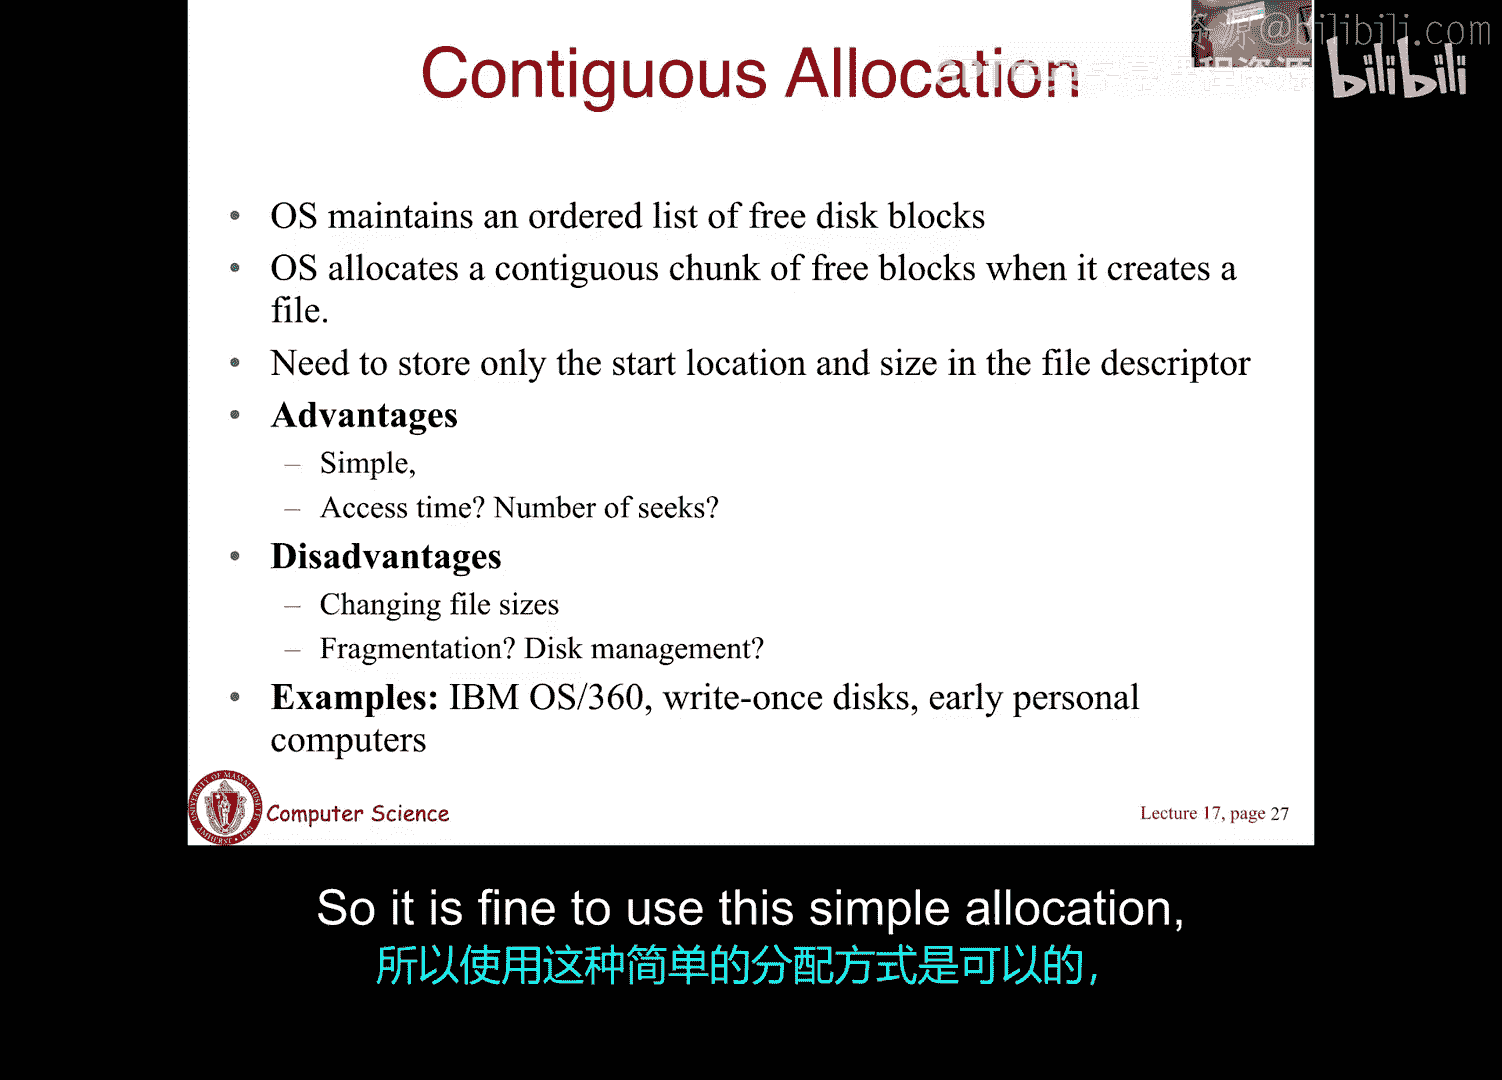 Contiguous Allocation
源@bilibili.com
bilibili
• OS maintains an ordered list of free disk blocks
• OS allocates a contiguous chunk of free blocks when it creates a
file.
• Need to store only the start location and size in the file descriptor
• Advantages
– Simple,
– Access time? Number of seeks?
• Disadvantages
– Changing file sizes
– Fragmentation? Disk management?
• Examples: IBM OS/360, write-once disks, early personal
computers
Computer Science
Lecture 17, page 27
So it is fine to use this simple allocation,
所以使用这种简单的分配方式是可以的，